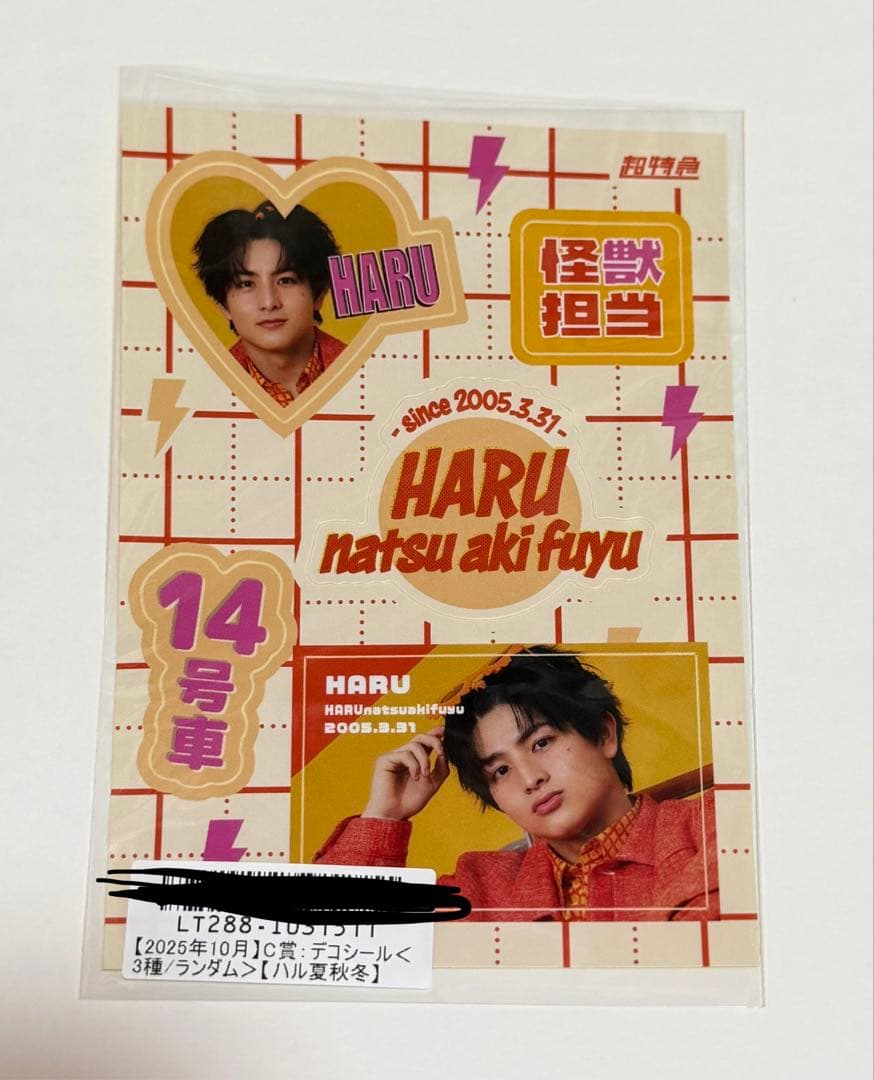 超特急
HARU
怪獣
担当
- since 2005.3.31 -
HARU
natsu aki fuyu
14
号
車
HARU
HARUnatsuakifuyu
2005.3.31
【2025年10月】C賞:デコシール<
3種/ランダム>【ハル夏秋冬】